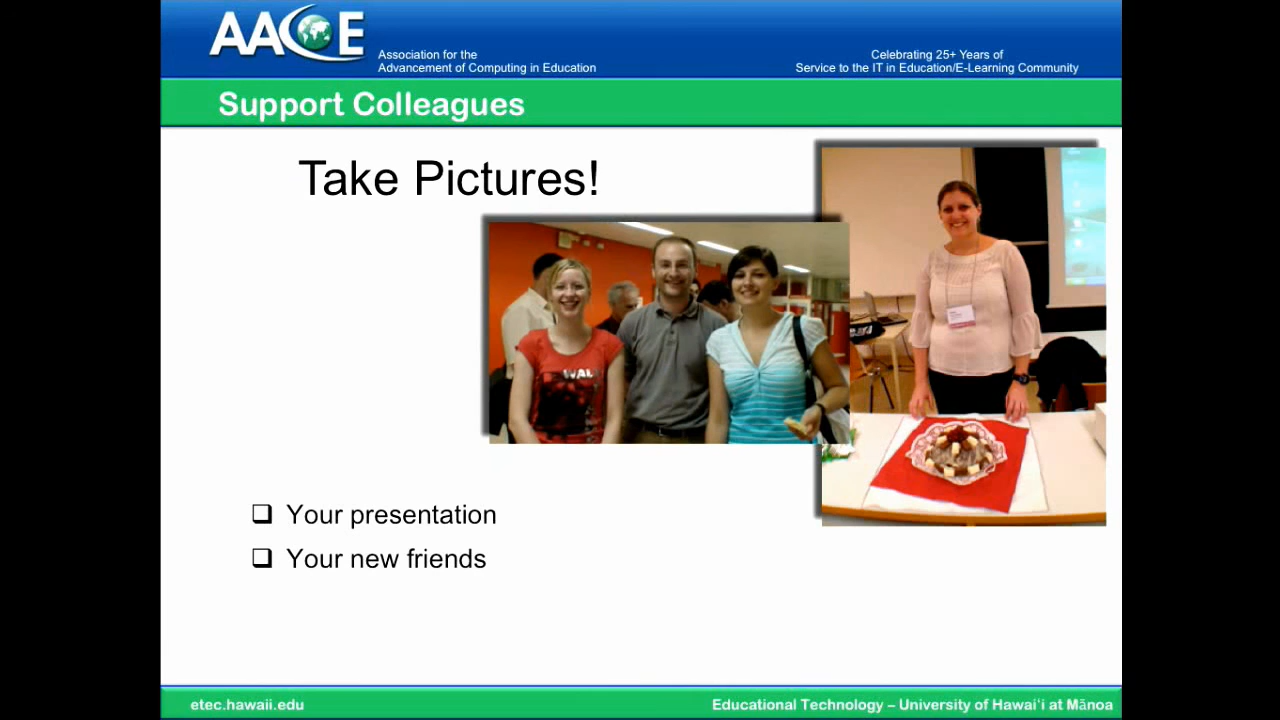 AACE
Association for the
Advancement of Computing in Education
Celebrating 25+ Years of
Service to the IT in Education/E-Learning Community
Support Colleagues
Take Pictures!
WALL
Your presentation
Your new friends
etec.hawaii.edu
Educational Technology – University of Hawaiʻi at Mānoa